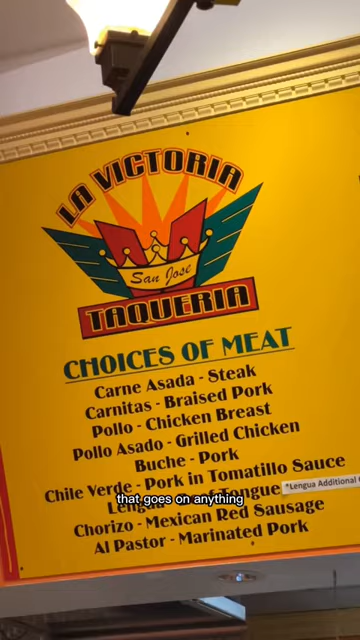 LA VICTORIA
San José
TAQUERIA
CHOICES OF MEAT
Carne Asada - Steak
Carnitas - Braised Pork
Pollo - Chicken Breast
Pollo Asado - Grilled Chicken
Buche - Pork
Chile Verde - Pork in Tomatillo Sauce
that goes on anything
Tongue *Lengua Additional
Chorizo - Mexican Red Sausage
Al Pastor - Marinated Pork